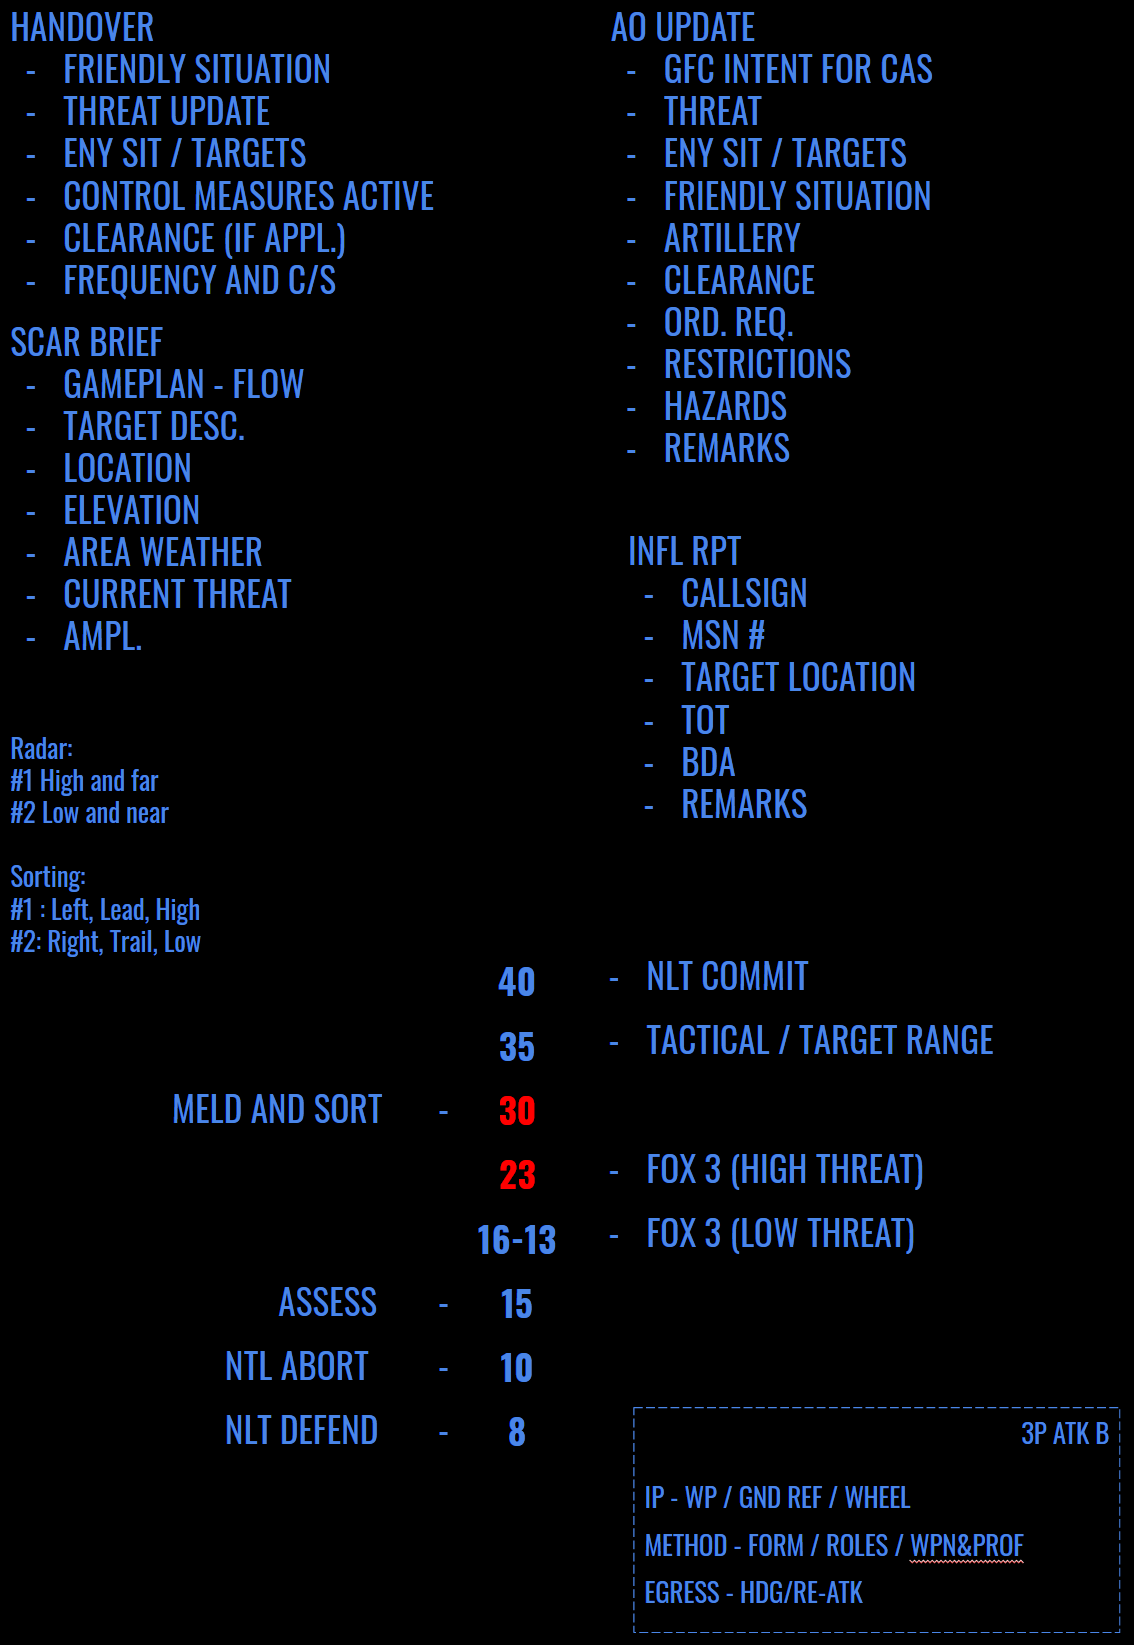 HANDOVER
- FRIENDLY SITUATION
- THREAT UPDATE
- ENY SIT / TARGETS
- CONTROL MEASURES ACTIVE
- CLEARANCE (IF APPL.)
- FREQUENCY AND C/S
SCAR BRIEF
- GAMEPLAN - FLOW
- TARGET DESC.
- LOCATION
- ELEVATION
- AREA WEATHER
- CURRENT THREAT
- AMPL.
AO UPDATE
- GFC INTENT FOR CAS
- THREAT
- ENY SIT / TARGETS
- FRIENDLY SITUATION
- ARTILLERY
- CLEARANCE
- ORD. REQ.
- RESTRICTIONS
- HAZARDS
- REMARKS
INFL RPT
- CALLSIGN
- MSN #
- TARGET LOCATION
- TOT
- BDA
- REMARKS
Radar:
#1 High and far
#2 Low and near
Sorting:
#1 : Left, Lead, High
#2: Right, Trail, Low
40 - NLT COMMIT
35 - TACTICAL / TARGET RANGE
MELD AND SORT - 30
23 - FOX 3 (HIGH THREAT)
16-13 - FOX 3 (LOW THREAT)
ASSESS - 15
NTL ABORT - 10
NLT DEFEND - 8
3P ATK B
IP - WP / GND REF / WHEEL
METHOD - FORM / ROLES / WPN&PROF
EGRESS - HDG/RE-ATK